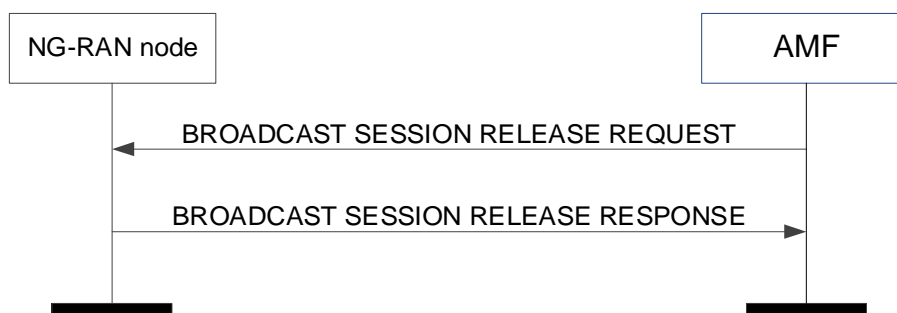 NG-RAN node
AMF
BROADCAST SESSION RELEASE REQUEST
BROADCAST SESSION RELEASE RESPONSE